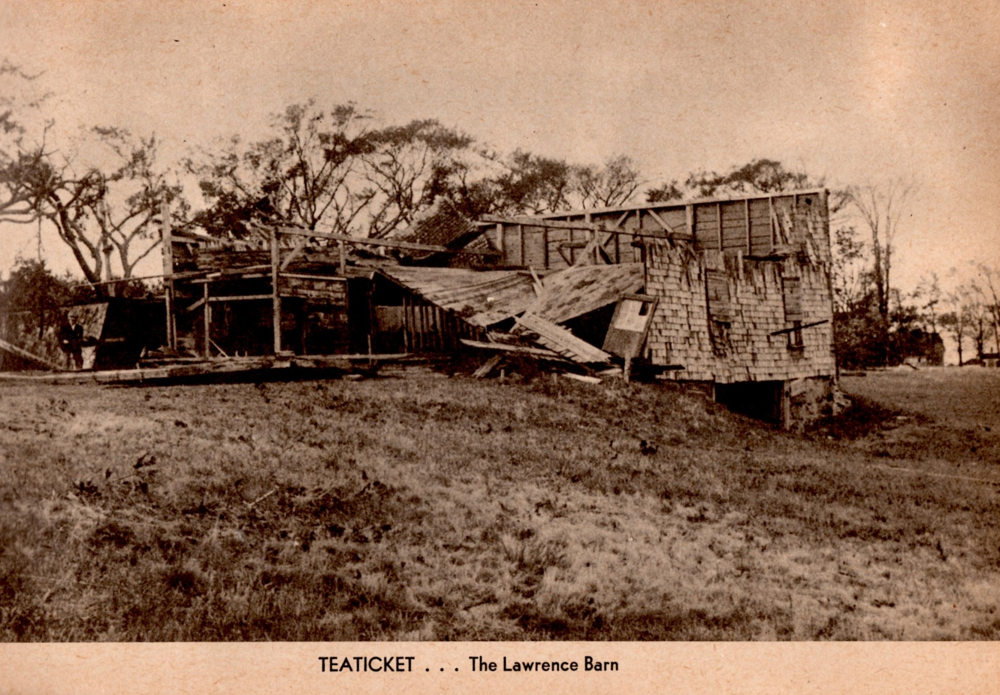 TEATICKET . . . The Lawrence Barn